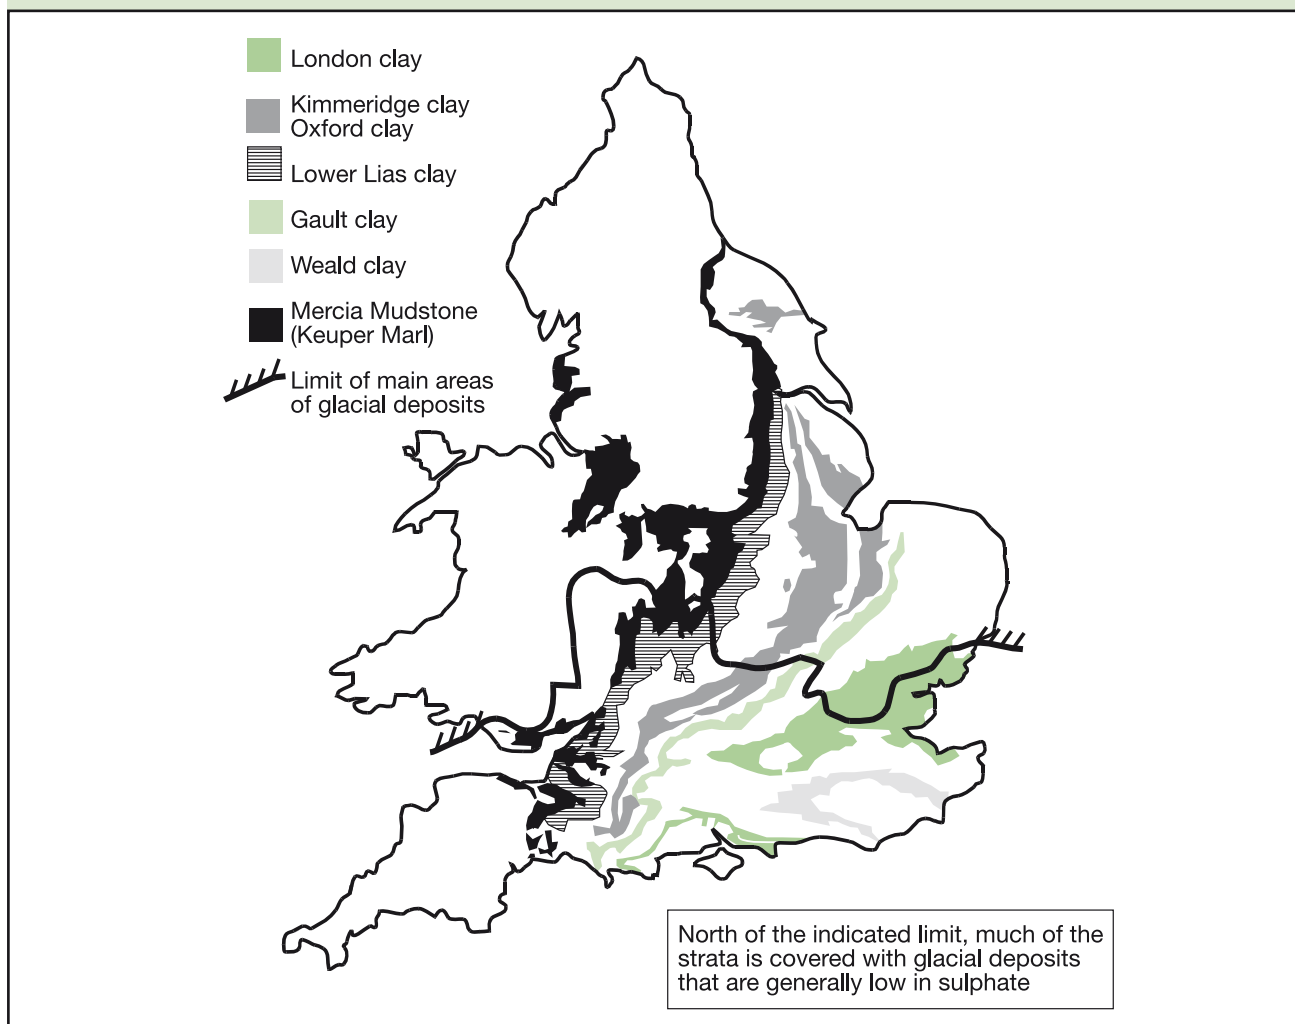 London clay
Kimmeridge clay
Oxford clay
Lower Lias clay
Gault clay
Weald clay
Mercia Mudstone
(Keuper Marl)
Limit of main areas
of glacial deposits
North of the indicated limit, much of the
strata is covered with glacial deposits
that are generally low in sulphate